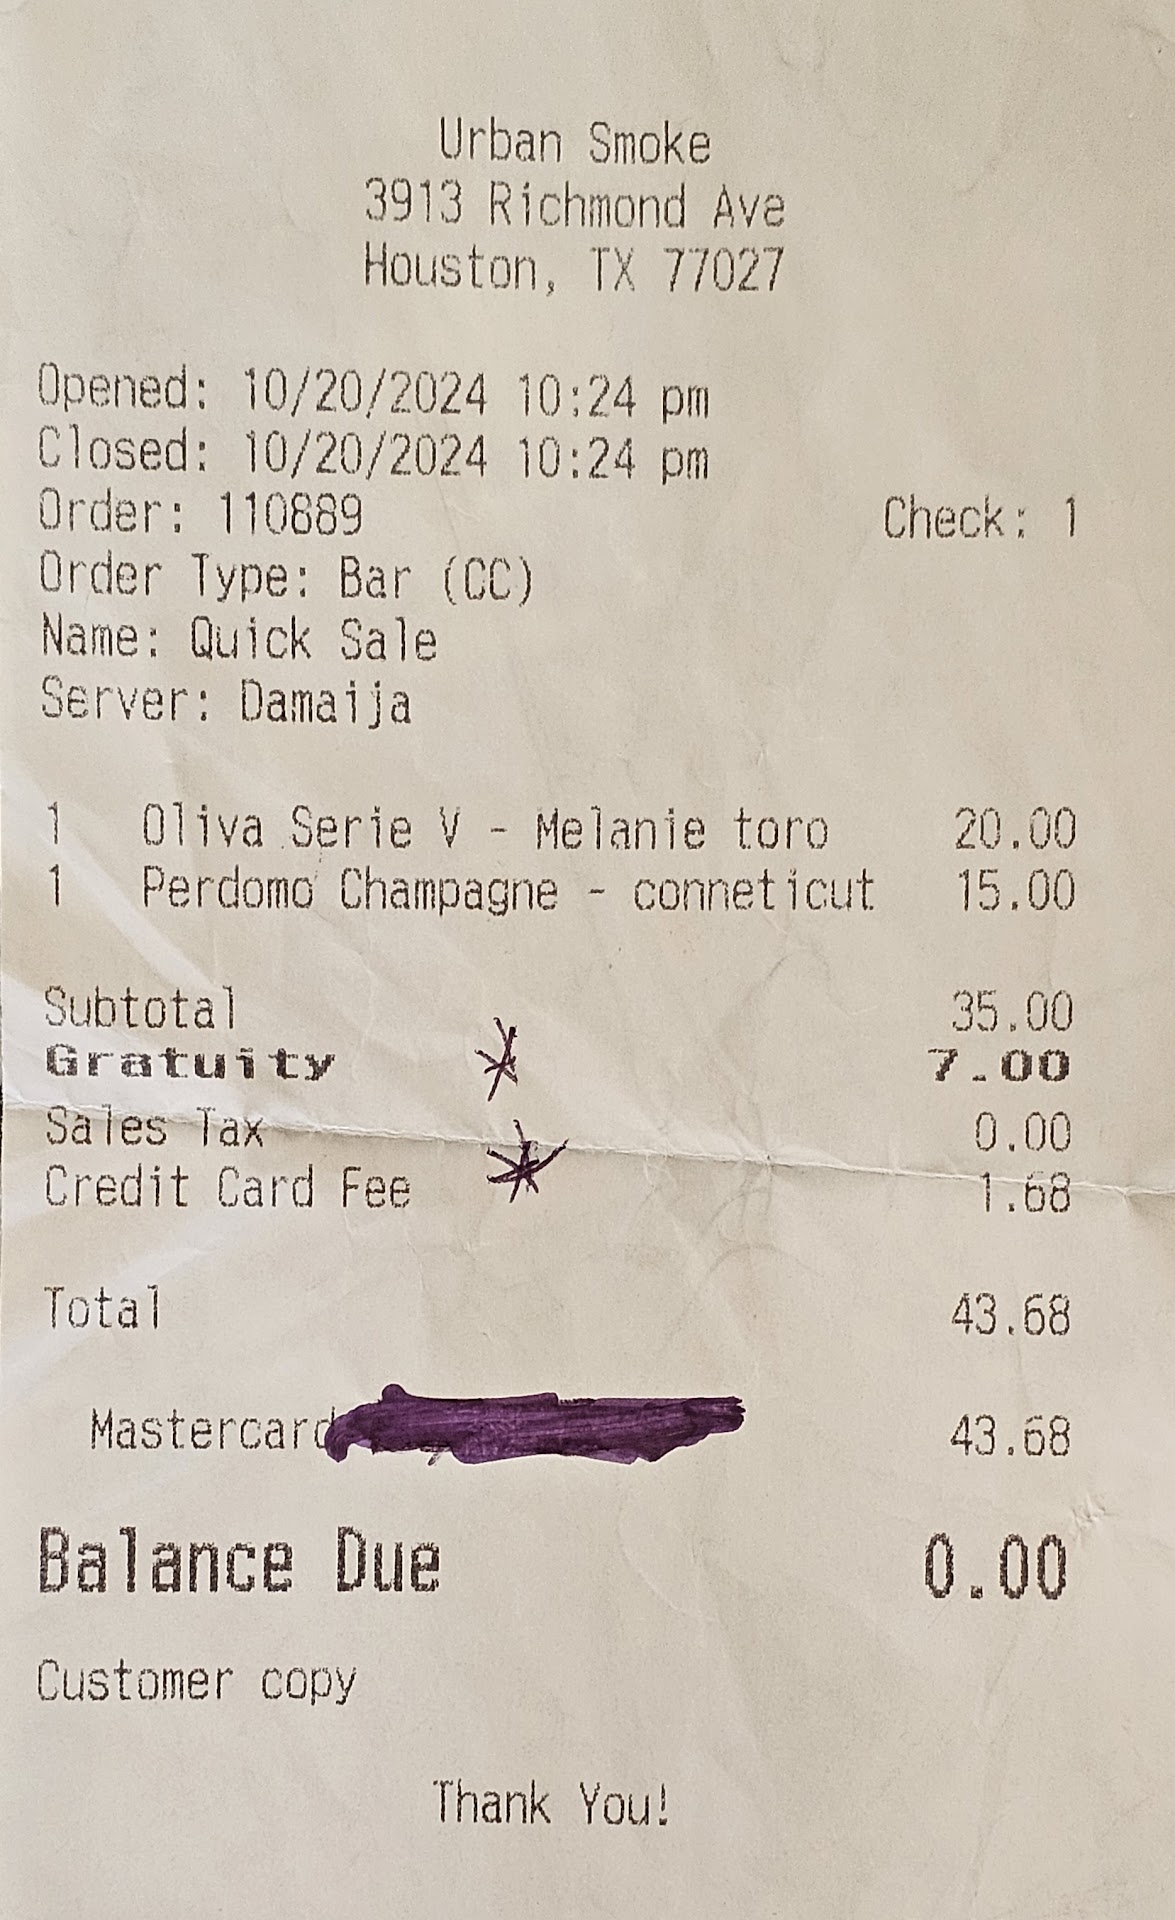 Urban Smoke
3913 Richmond Ave
Houston, TX 77027
Opened: 10/20/2024 10:24 pm
Closed: 10/20/2024 10:24 pm
Order: 110889 Check: 1
Order Type: Bar (CC)
Name: Quick Sale
Server: Damaija
1 Oliva Serie V - Melanie toro 20.00
1 Perdomo Champagne - conneticut 15.00
Subtotal 35.00
Gratuity * 7.00
Sales Tax 0.00
Credit Card Fee * 1.68
Total 43.68
Mastercard 43.68
Balance Due 0.00
Customer copy
Thank You!